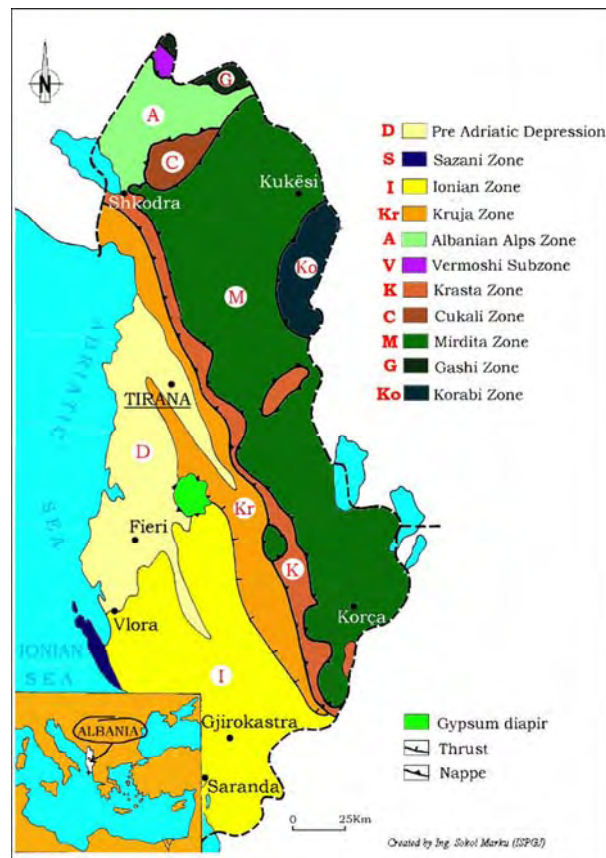 N
G
A
C
Kukësi
Shkodra
Ko
M
ADRIATIC
SEA
TIRANA
D
Kr
Fieri
K
Vlora
Korça
IONIAN
SEA
I
Gjirokastra
Saranda
ALBANIA
D Pre Adriatic Depression
S Sazani Zone
I Ionian Zone
Kr Kruja Zone
A Albanian Alps Zone
V Vermoshi Subzone
K Krasta Zone
C Cukali Zone
M Mirdita Zone
G Gashi Zone
Ko Korabi Zone
Gypsum diapir
Thrust
Nappe
0 25Km
Created by Ing. Sokol Marku (ISPGJ)